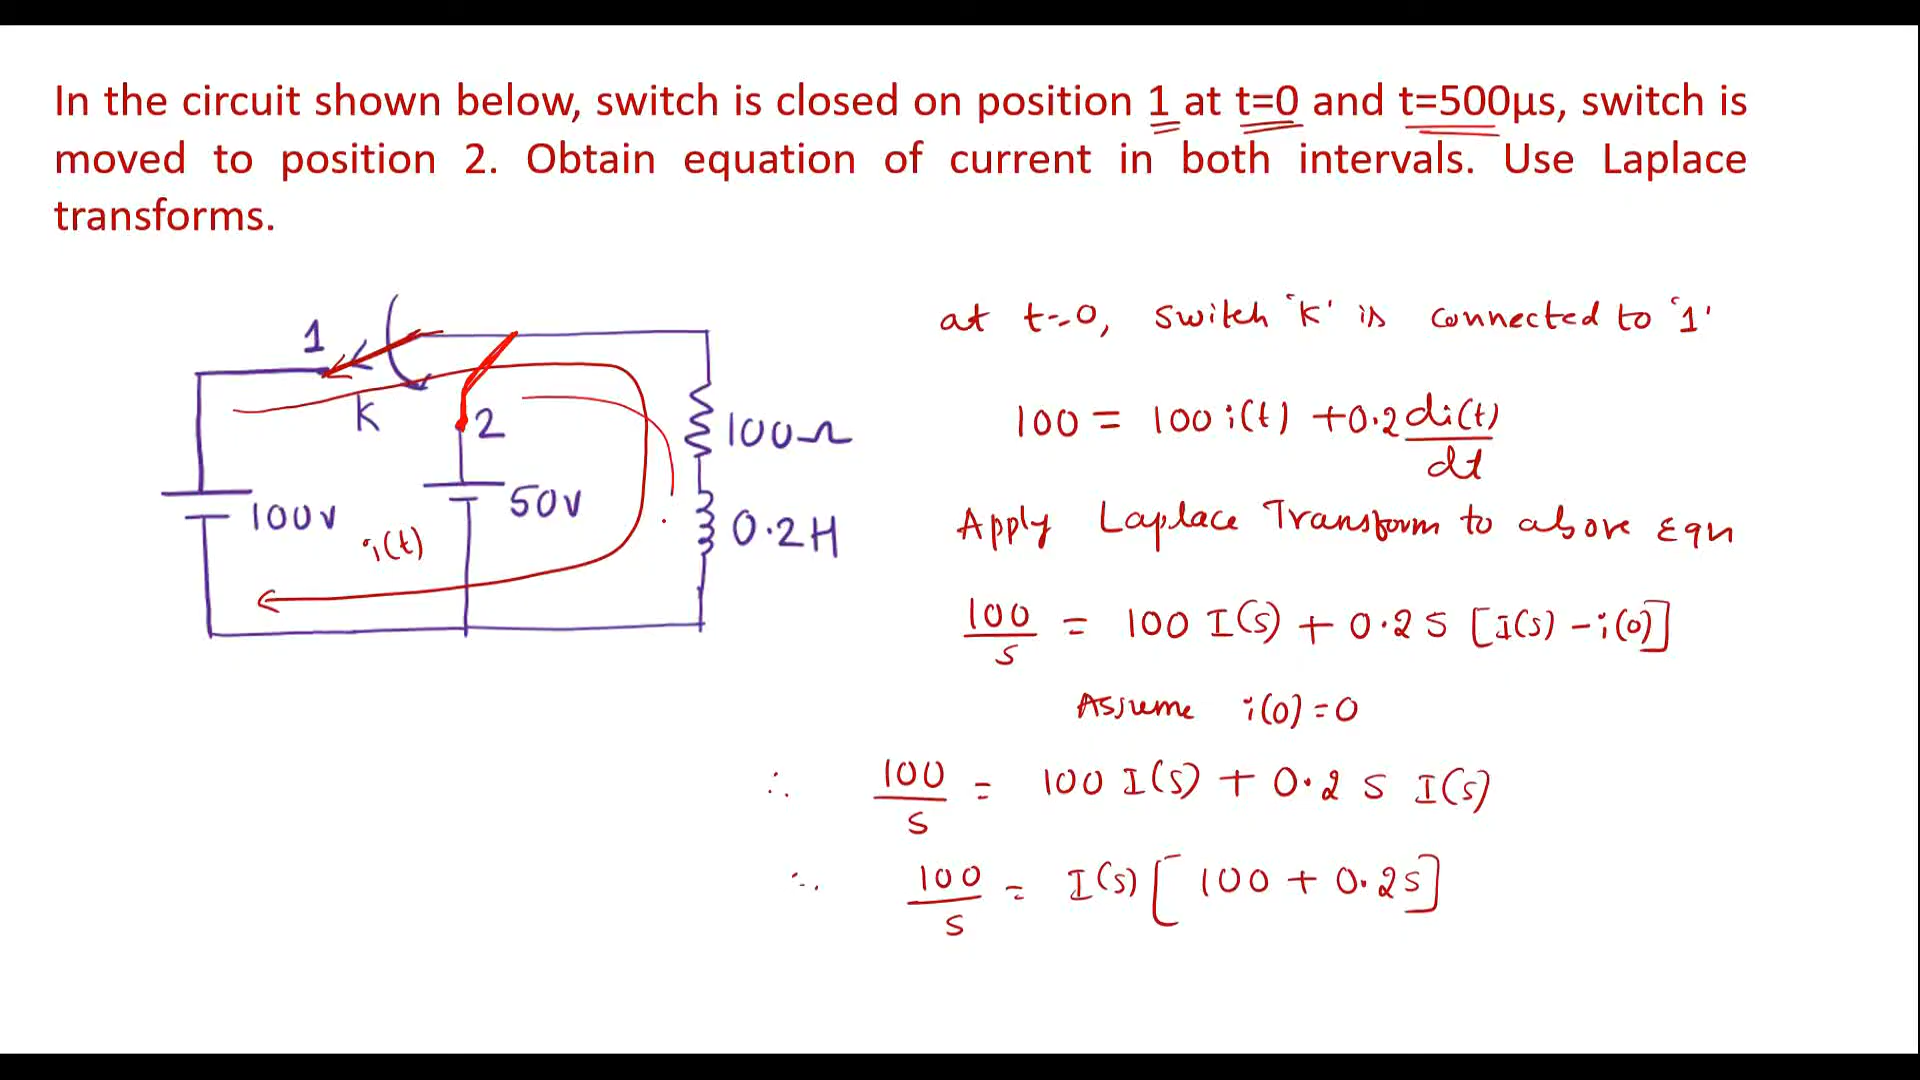 In the circuit shown below, switch is closed on position 1 at t=0 and t=500µs, switch is
moved to position 2. Obtain equation of current in both intervals. Use Laplace
transforms.
1
K
2
100Ω
100v
50v
i(t)
0.2H
at t=0, switch 'K' is connected to '1'
100 = 100 i(t) + 0.2 di(t)/dt
Apply Laplace Transform to above Eqn
100/s = 100 I(s) + 0.2 S [I(s) - i(0)]
Assume i(0) = 0
∴ 100/s = 100 I(s) + 0.2 S I(s)
∴ 100/s = I(s) [100 + 0.2s]